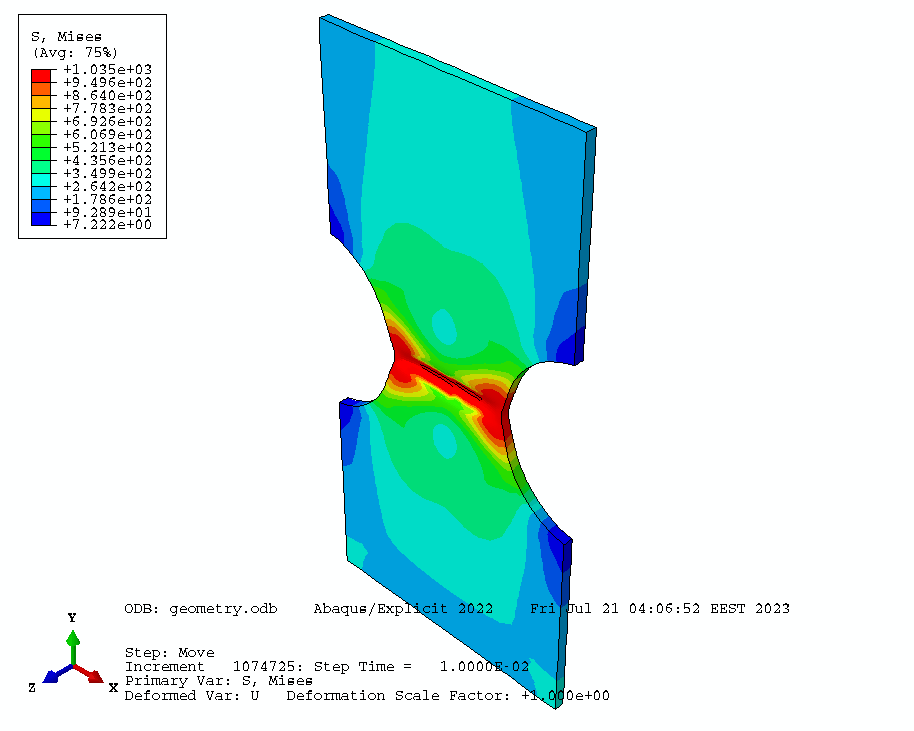 S, Mises
(Avg: 75%)
+1.035e+03
+9.496e+02
+8.640e+02
+7.783e+02
+6.926e+02
+6.069e+02
+5.213e+02
+4.356e+02
+3.499e+02
+2.642e+02
+1.786e+02
+9.289e+01
+7.222e+00
ODB: geometry.odb    Abaqus/Explicit 2022    Fri Jul 21 04:06:52 EEST 2023
Y
Z
X
Step: Move
Increment   1074725: Step Time =   1.0000E-02
Primary Var: S, Mises
Deformed Var: U   Deformation Scale Factor: +1.000e+00